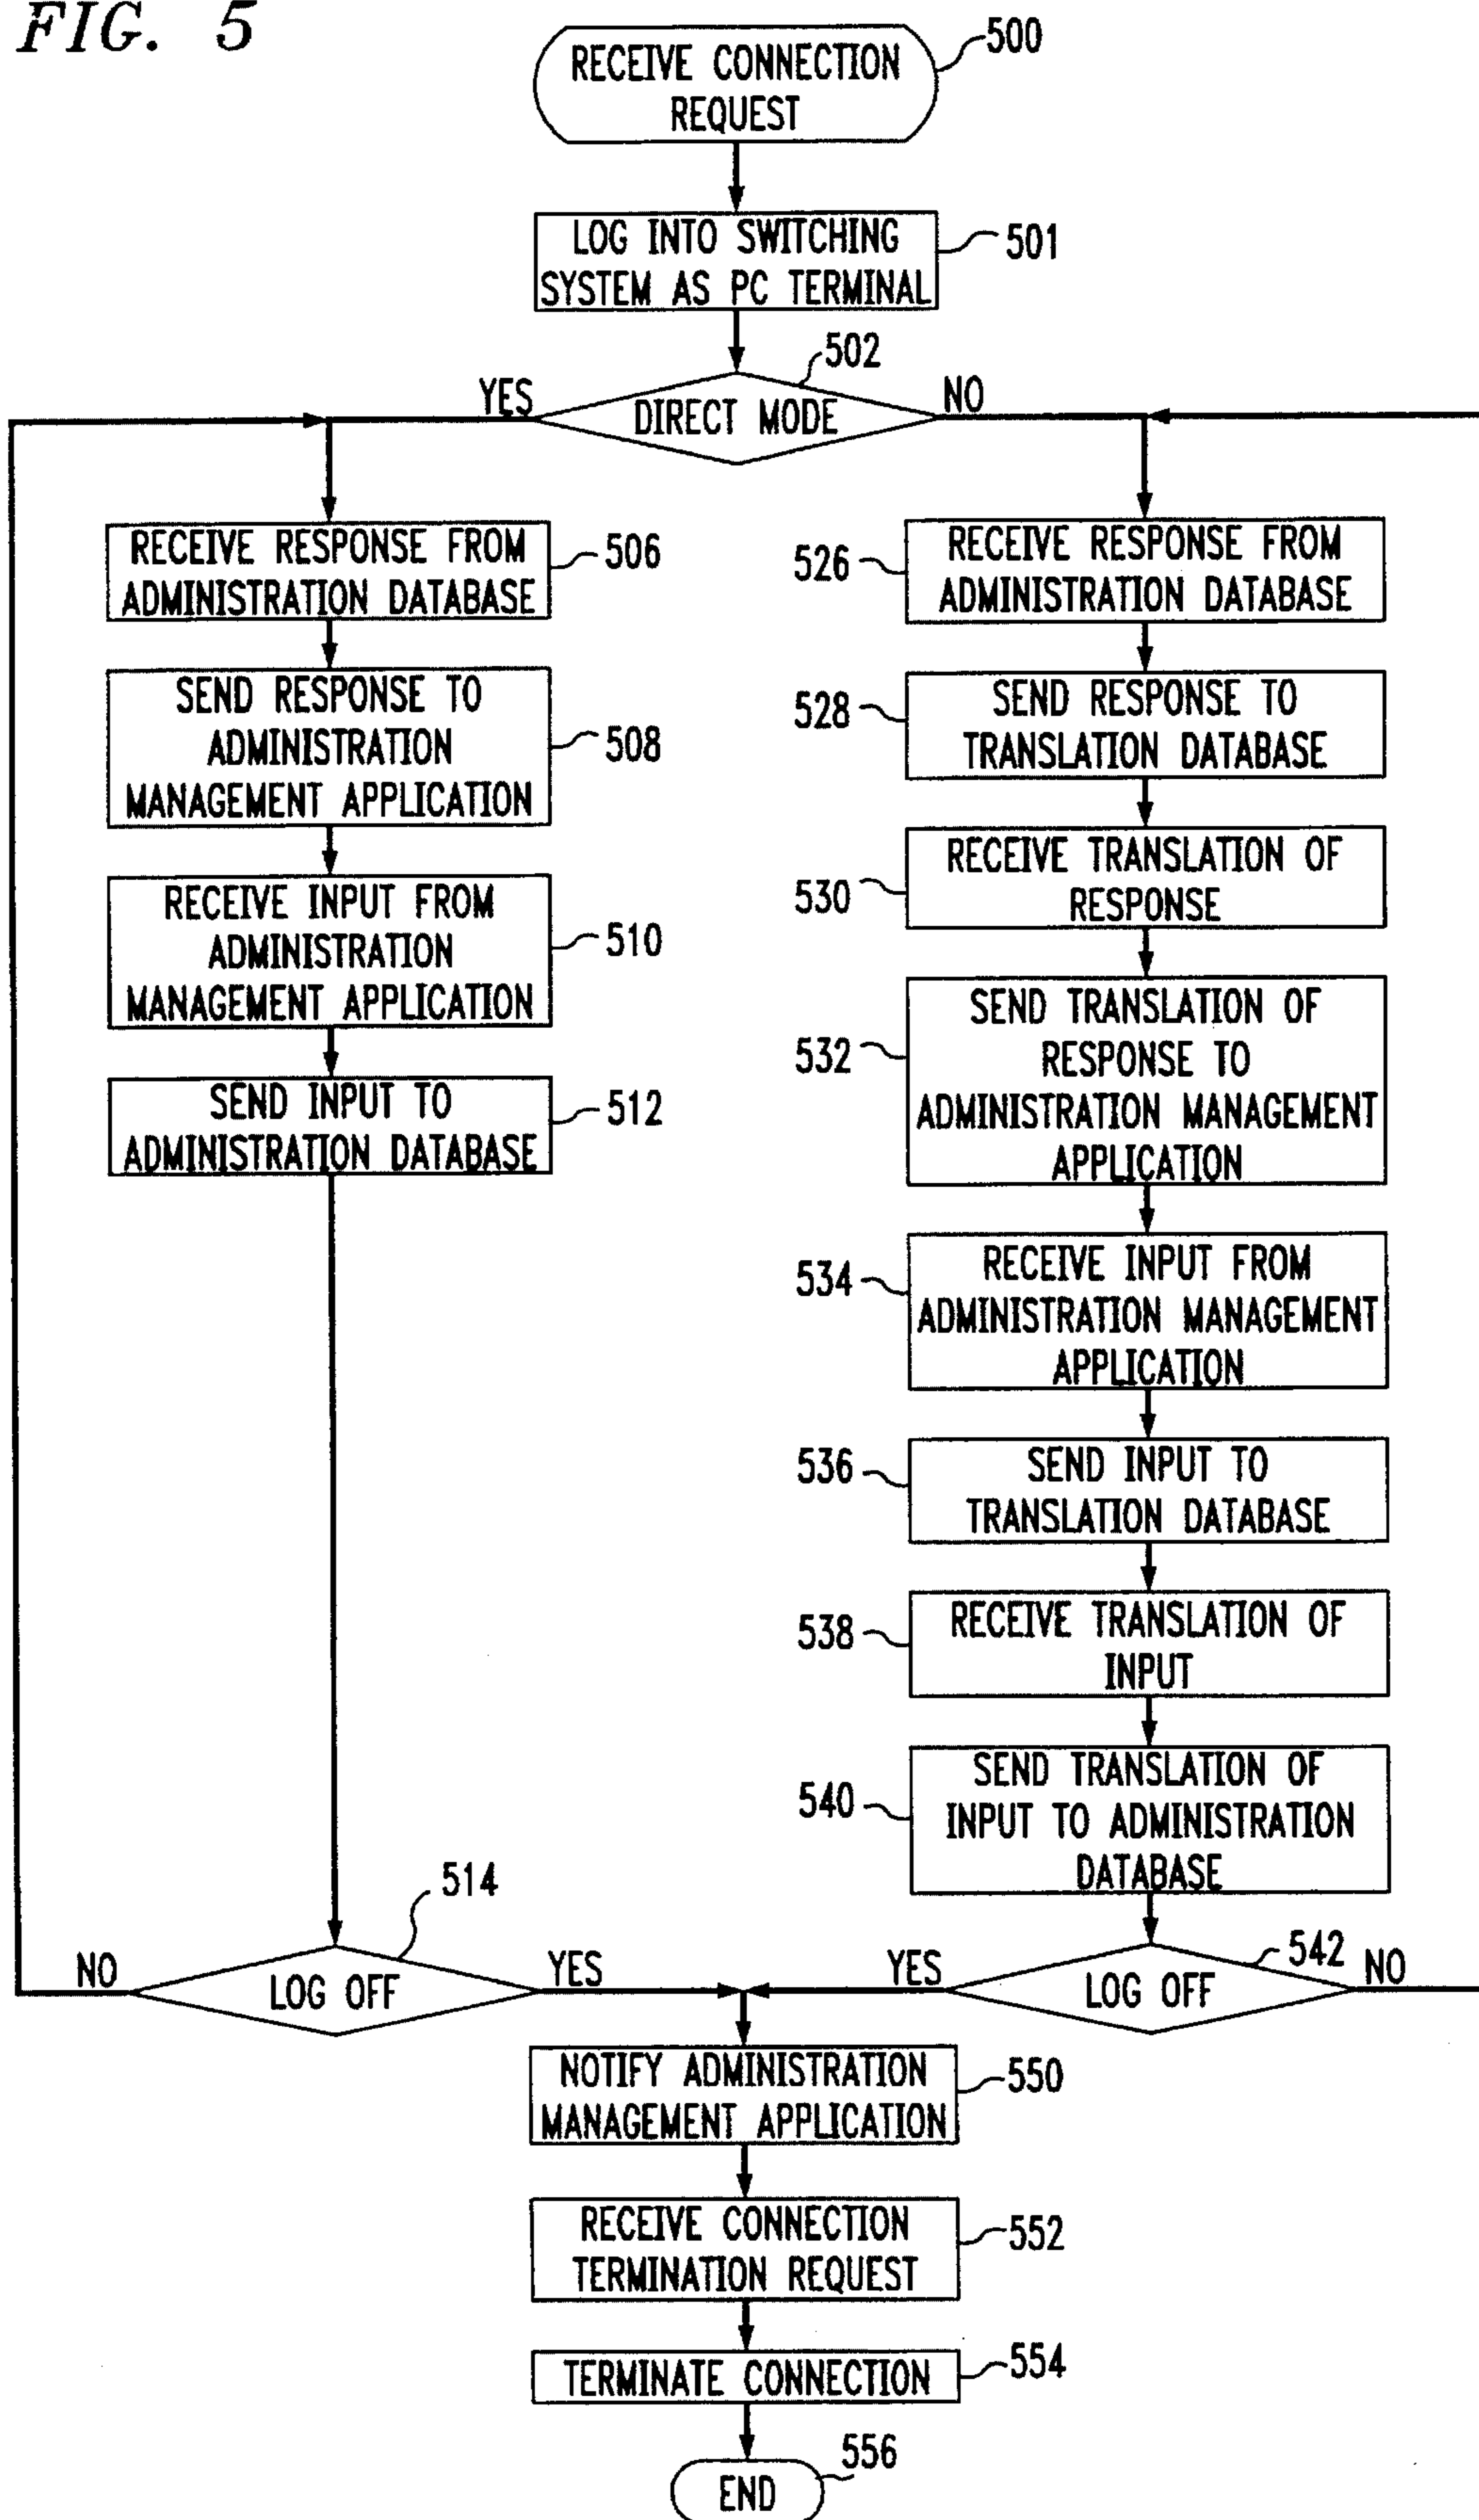 FIG. 5
RECEIVE CONNECTION
REQUEST
500
LOG INTO SWITCHING
SYSTEM AS PC TERMINAL
501
502
YES
DIRECT MODE
NO
RECEIVE RESPONSE FROM
ADMINISTRATION DATABASE
506
SEND RESPONSE TO
ADMINISTRATION
MANAGEMENT APPLICATION
508
RECEIVE INPUT FROM
ADMINISTRATION
MANAGEMENT APPLICATION
510
SEND INPUT TO
ADMINISTRATION DATABASE
512
514
NO
LOG OFF
YES
526
RECEIVE RESPONSE FROM
ADMINISTRATION DATABASE
528
SEND RESPONSE TO
TRANSLATION DATABASE
530
RECEIVE TRANSLATION OF
RESPONSE
532
SEND TRANSLATION OF
RESPONSE TO
ADMINISTRATION MANAGEMENT
APPLICATION
534
RECEIVE INPUT FROM
ADMINISTRATION MANAGEMENT
APPLICATION
536
SEND INPUT TO
TRANSLATION DATABASE
538
RECEIVE TRANSLATION OF
INPUT
540
SEND TRANSLATION OF
INPUT TO ADMINISTRATION
DATABASE
542
YES
LOG OFF
NO
NOTIFY ADMINISTRATION
MANAGEMENT APPLICATION
550
RECEIVE CONNECTION
TERMINATION REQUEST
552
TERMINATE CONNECTION
554
556
END